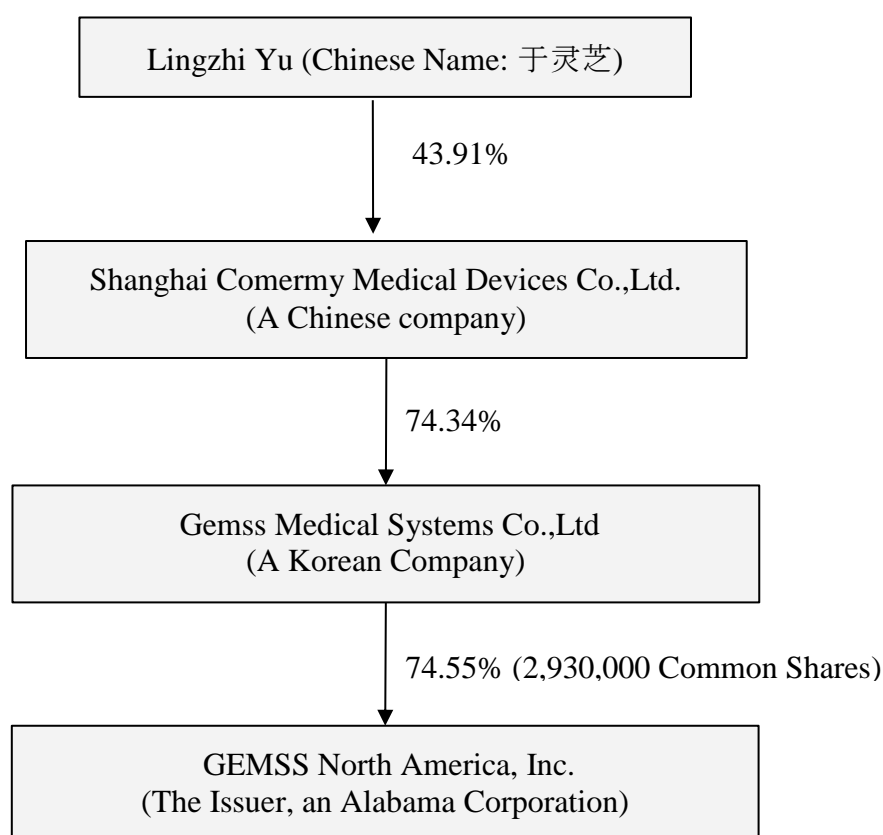 Lingzhi Yu (Chinese Name: 于灵芝)
43.91%
Shanghai Comermy Medical Devices Co.,Ltd.
(A Chinese company)
74.34%
Gemss Medical Systems Co.,Ltd
(A Korean Company)
74.55% (2,930,000 Common Shares)
GEMSS North America, Inc.
(The Issuer, an Alabama Corporation)